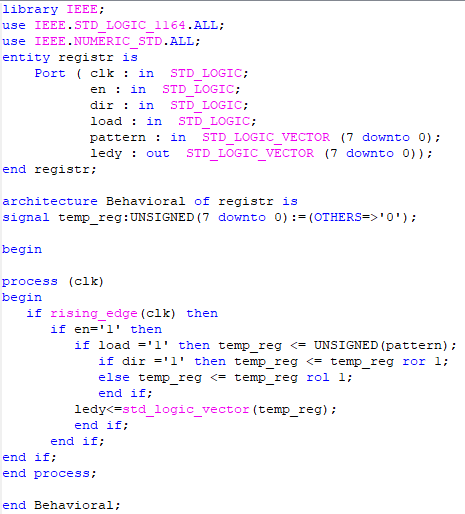 library IEEE;
use IEEE.STD_LOGIC_1164.ALL;
use IEEE.NUMERIC_STD.ALL;
entity registr is
    Port ( clk : in  STD_LOGIC;
           en : in  STD_LOGIC;
           dir : in  STD_LOGIC;
           load : in  STD_LOGIC;
           pattern : in  STD_LOGIC_VECTOR (7 downto 0);
           ledy : out  STD_LOGIC_VECTOR (7 downto 0));
end registr;

architecture Behavioral of registr is
signal temp_reg:UNSIGNED(7 downto 0):=(OTHERS=>'0');

begin

process (clk)
begin
   if rising_edge(clk) then
      if en='1' then
         if load ='1' then temp_reg <= UNSIGNED(pattern);
            if dir ='1' then temp_reg <= temp_reg ror 1;
            else temp_reg <= temp_reg rol 1;
            end if;
         ledy<=std_logic_vector(temp_reg);
         end if;
      end if;
end if;
end process;

end Behavioral;